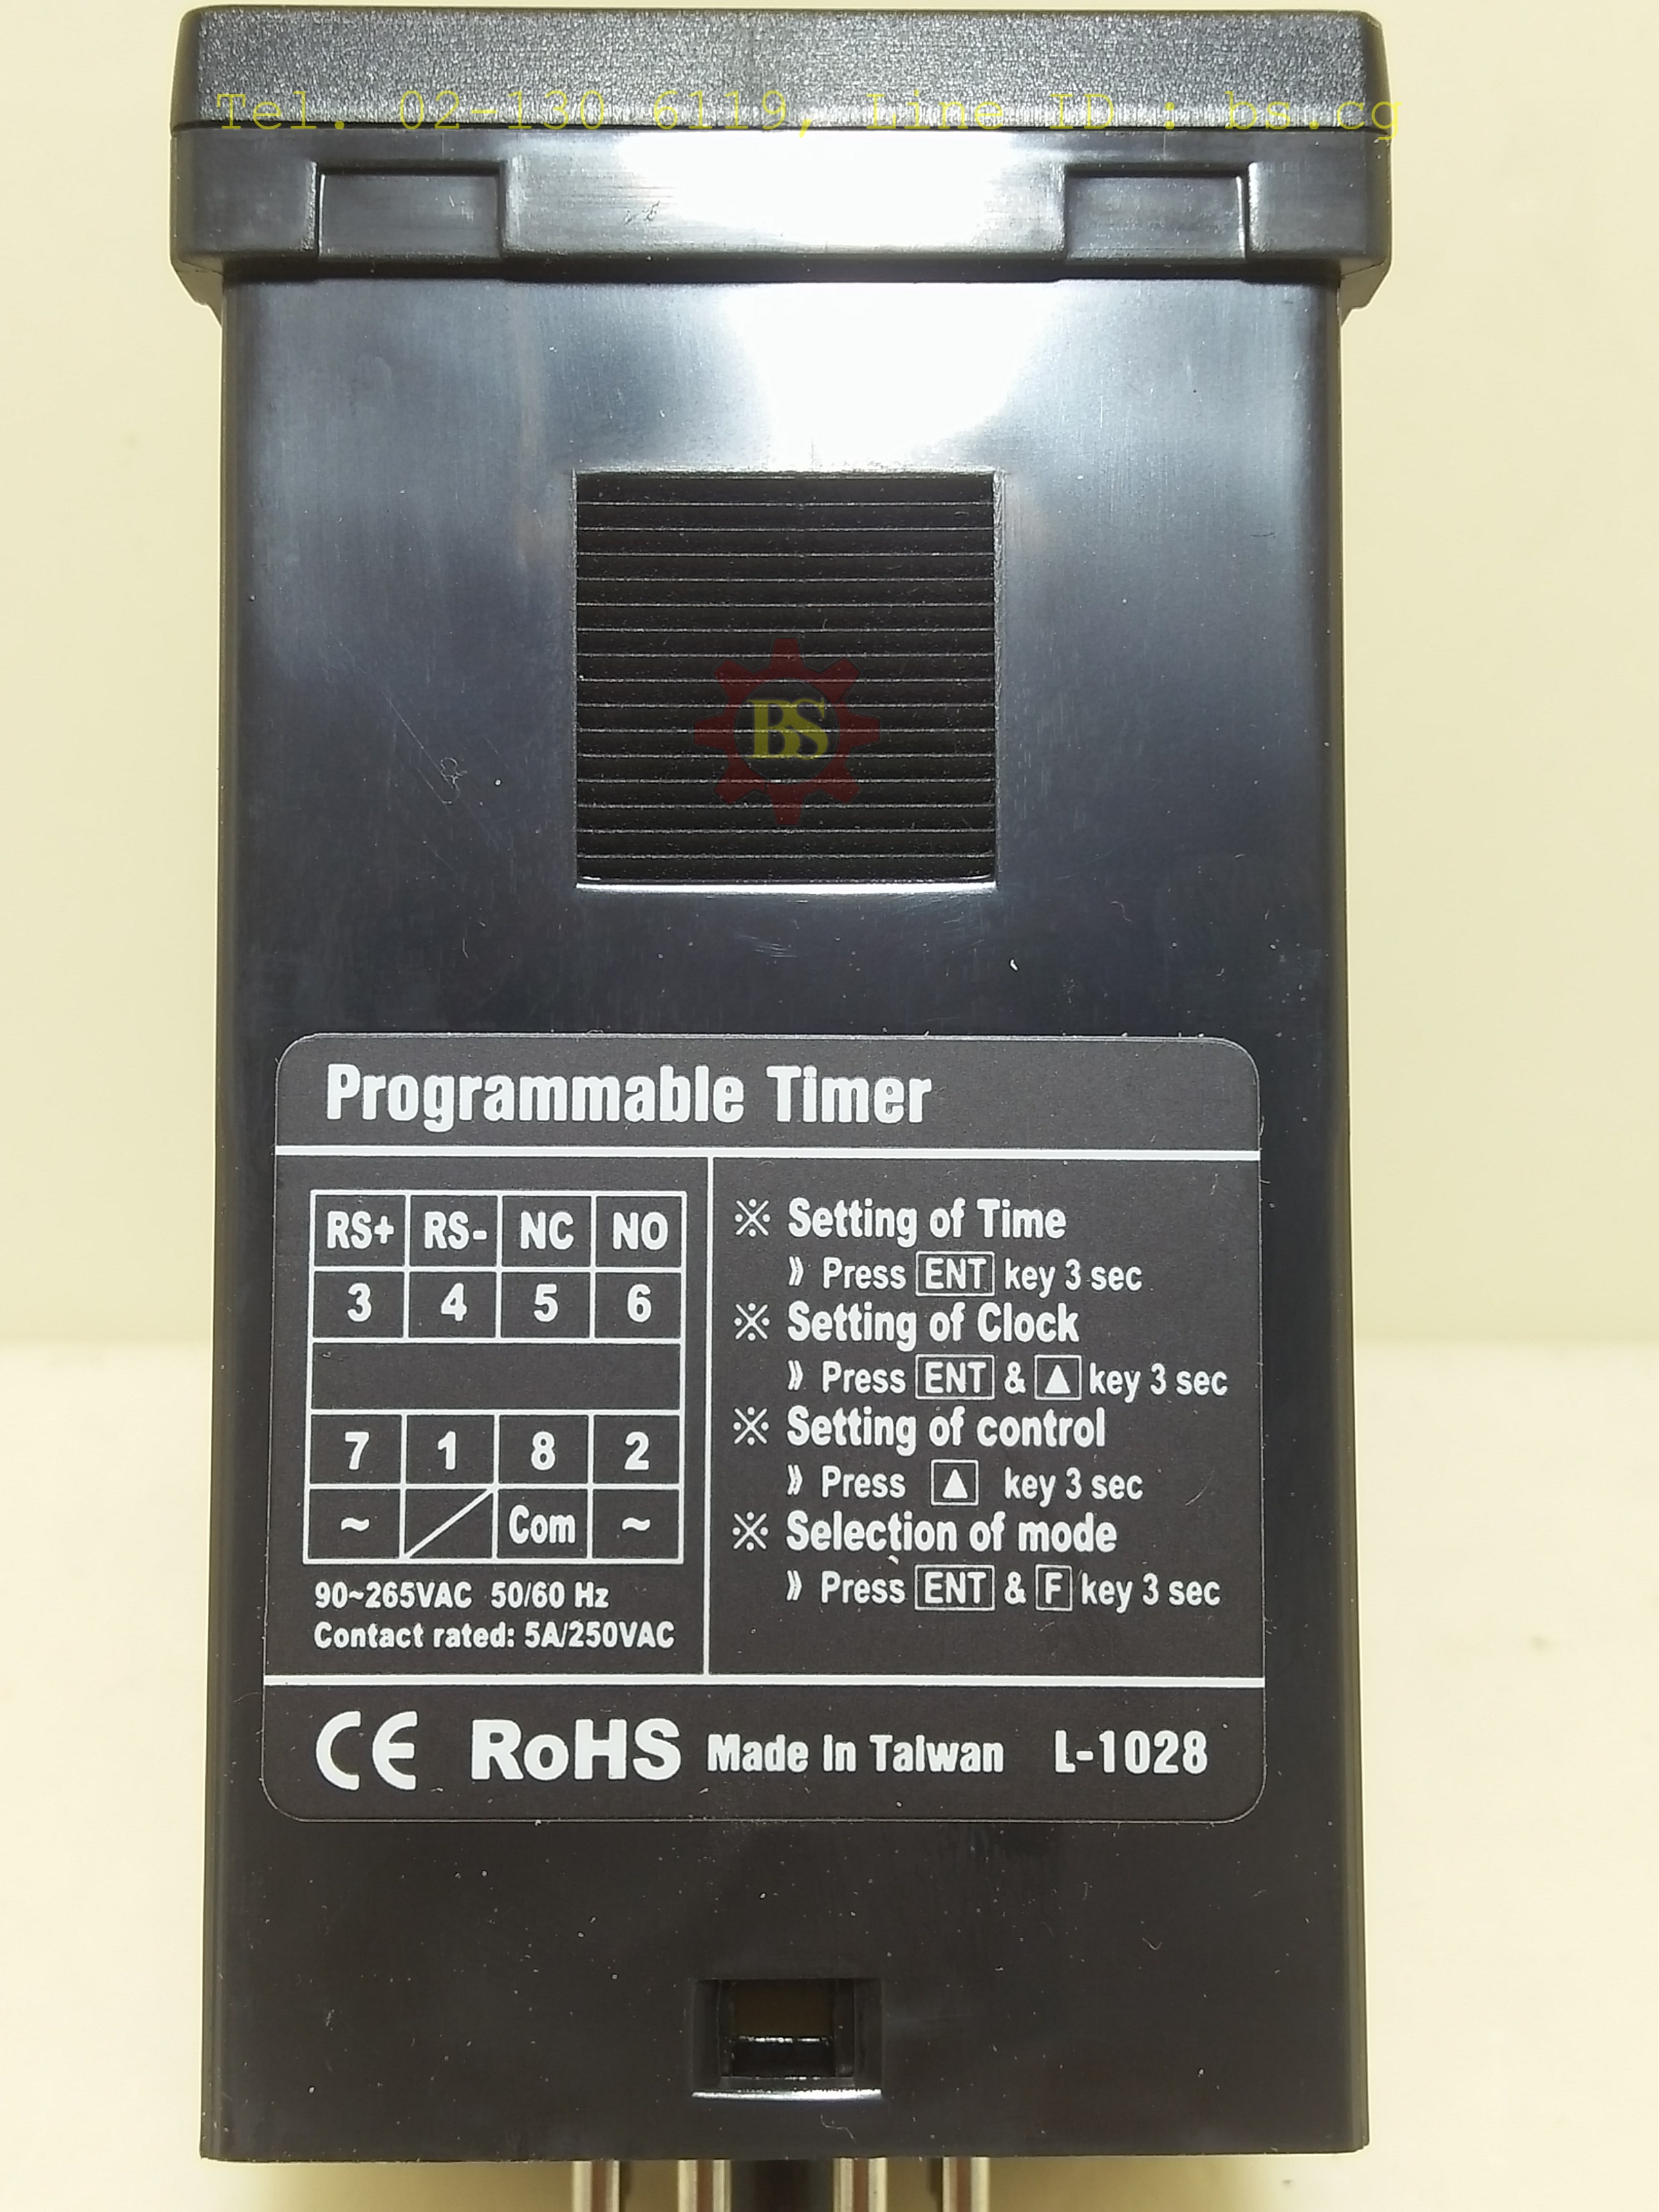 Tel. 02-130 6119, Line ID : bs.cg
BS
Programmable Timer
RS+ RS- NC NO
3 4 5 6
7 1 8 2
~ Com ~
90~265VAC 50/60 Hz
Contact rated: 5A/250VAC
※ Setting of Time
》 Press ENT key 3 sec
※ Setting of Clock
》 Press ENT & ▲ key 3 sec
※ Setting of control
》 Press ▲ key 3 sec
※ Selection of mode
》 Press ENT & F key 3 sec
CE RoHS Made In Taiwan L-1028